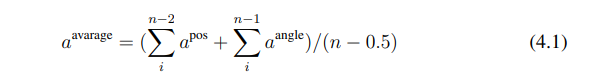 a^{avarage} = (\sum_{i}^{n-2} a^{pos} + \sum_{i}^{n-1} a^{angle})/(n - 0.5) (4.1)